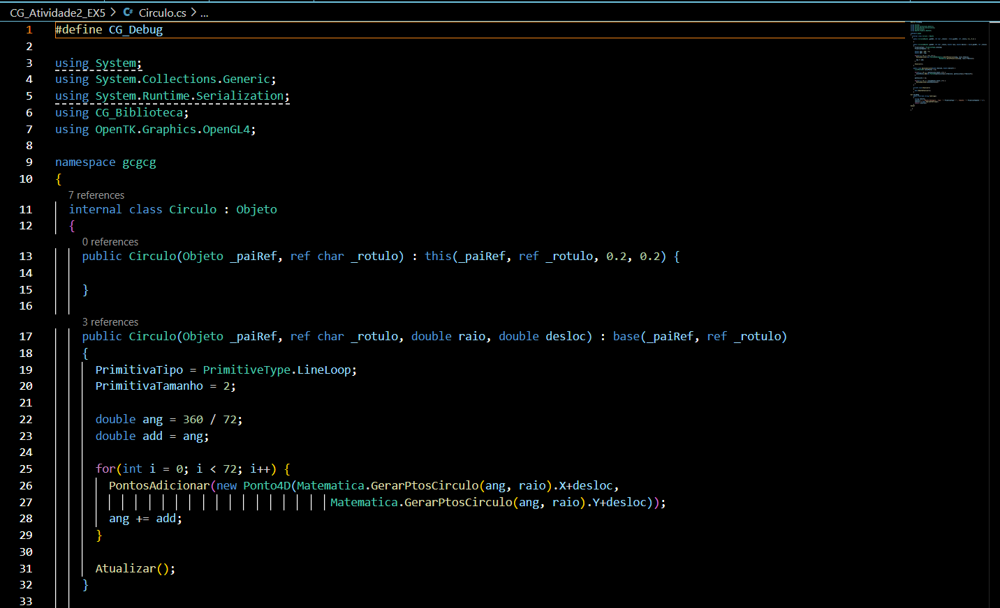 CG_Atividade2_EX5 > C# Circulo.cs > ...
1 #define CG_Debug
2
3 using System;
4 using System.Collections.Generic;
5 using System.Runtime.Serialization;
6 using CG_Biblioteca;
7 using OpenTK.Graphics.OpenGL4;
8
9 namespace gcgcg
10 {
7 references
11 internal class Circulo : Objeto
12 {
0 references
13 public Circulo(Objeto _paiRef, ref char _rotulo) : this(_paiRef, ref _rotulo, 0.2, 0.2) {
14
15 }
16
3 references
17 public Circulo(Objeto _paiRef, ref char _rotulo, double raio, double desloc) : base(_paiRef, ref _rotulo)
18 {
19 PrimitivaTipo = PrimitiveType.LineLoop;
20 PrimitivaTamanho = 2;
21
22 double ang = 360 / 72;
23 double add = ang;
24
25 for(int i = 0; i < 72; i++) {
26 PontosAdicionar(new Ponto4D(Matematica.GerarPtosCirculo(ang, raio).X+desloc,
27 Matematica.GerarPtosCirculo(ang, raio).Y+desloc));
28 ang += add;
29 }
30
31 Atualizar();
32 }
33